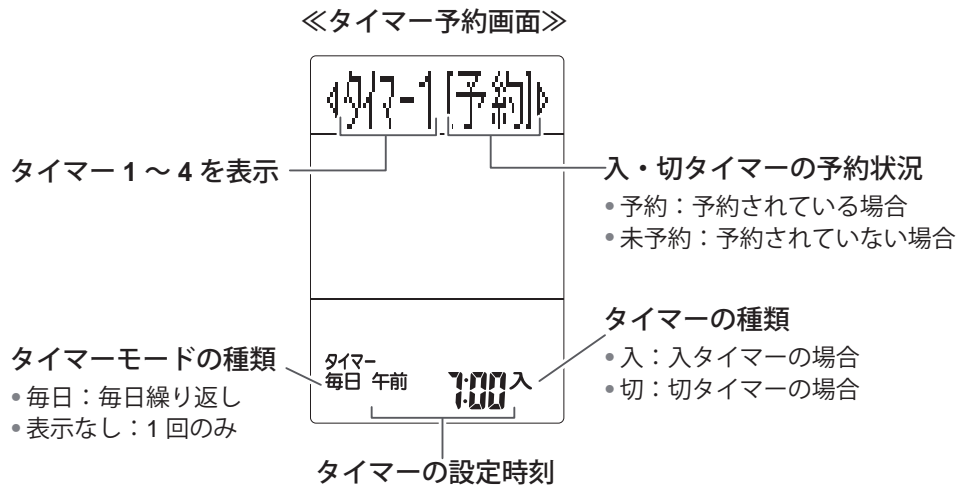 ≪タイマー予約画面≫
タイマー1 [予約]
タイマー 1 ～ 4 を表示
入・切タイマーの予約状況
• 予約：予約されている場合
• 未予約：予約されていない場合
タイマーの種類
• 入：入タイマーの場合
• 切：切タイマーの場合
タイマーモードの種類
• 毎日：毎日繰り返し
• 表示なし：1 回のみ
タイマー
毎日 午前 7:00 入
タイマーの設定時刻